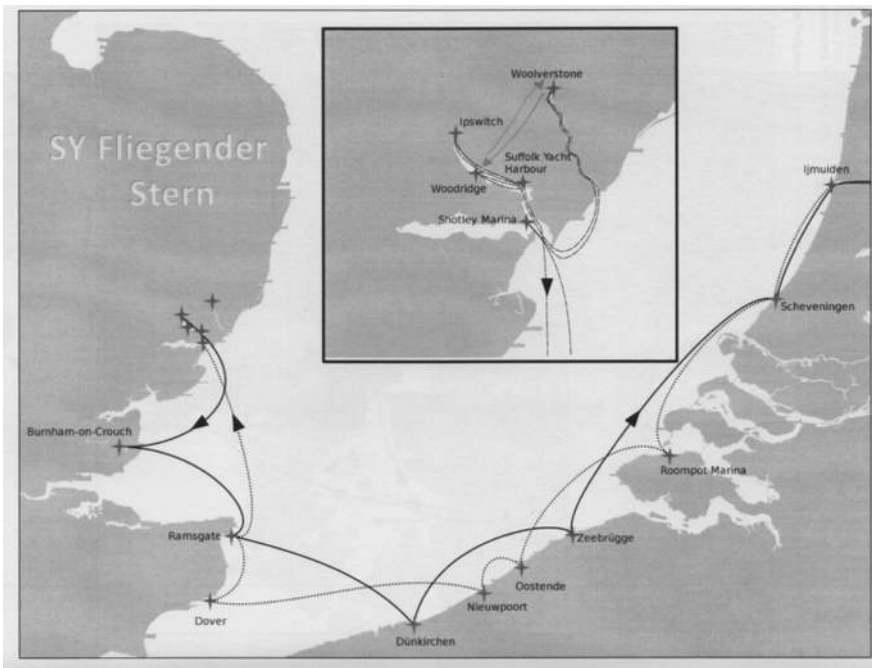 SY Fliegender
Stern
Woolverstone
Ipswitch
Suffolk Yacht
Harbour
Woodridge
Shotley Marina
Ijmuiden
Scheveningen
Burnham-on-Crouch
Roompot Marina
Ramsgate
Zeebrügge
Oostende
Nieuwpoort
Dover
Dünkirchen